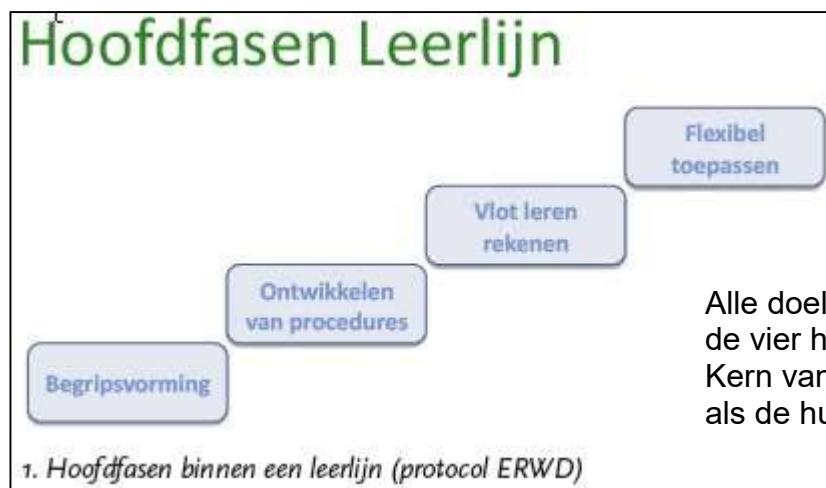 Hoofdfasen Leerlijn
Flexibel
toepassen
Vlot leren
rekenen
Ontwikkelen
van procedures
Begripsvorming
Alle doel
de vier h
Kern van
als de hu
1. Hoofdfasen binnen een leerlijn (protocol ERWD)